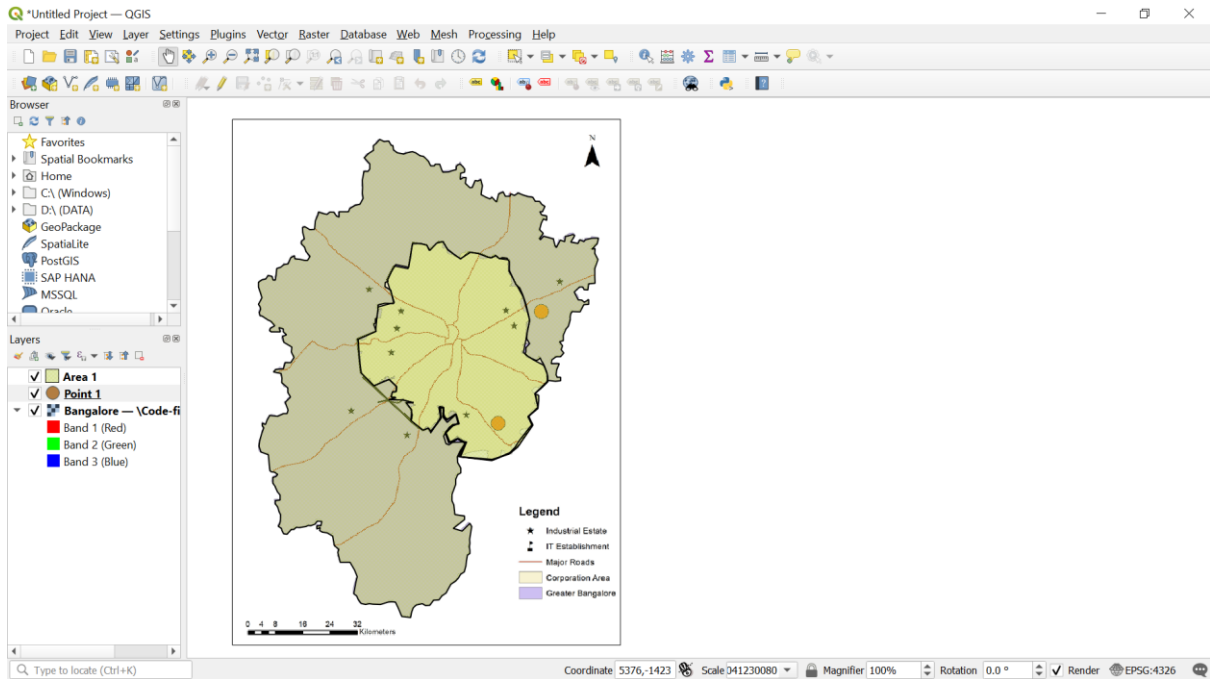 *Untitled Project — QGIS
Project Edit View Layer Settings Plugins Vector Raster Database Web Mesh Processing Help
Browser
Favorites
Spatial Bookmarks
Home
C:\ (Windows)
D:\ (DATA)
GeoPackage
SpatiaLite
PostGIS
SAP HANA
MSSQL
Oracle
Layers
Area 1
Point 1
Bangalore — \Code-fi
Band 1 (Red)
Band 2 (Green)
Band 3 (Blue)
N
Legend
Industrial Estate
IT Establishment
Major Roads
Corporation Area
Greater Bangalore
0 4 8 16 24 32
Kilometers
Type to locate (Ctrl+K) Coordinate 5376,-1423 Scale 041230080 Magnifier 100% Rotation 0.0 ° Render EPSG:4326